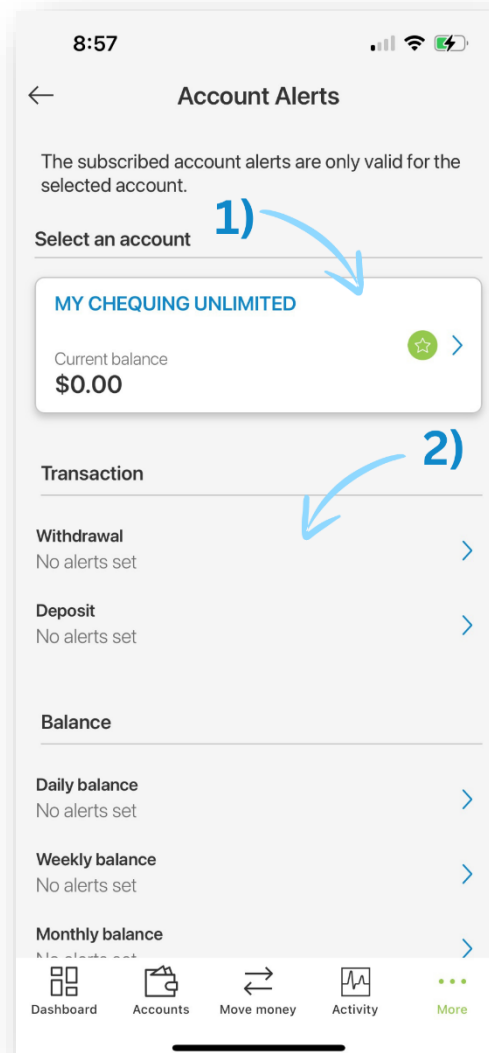 8:57
Account Alerts
The subscribed account alerts are only valid for the
selected account.
1)
Select an account
MY CHEQUING UNLIMITED
Current balance
$0.00
2)
Transaction
Withdrawal
No alerts set
Deposit
No alerts set
Balance
Daily balance
No alerts set
Weekly balance
No alerts set
Monthly balance
Dashboard Accounts Move money Activity More